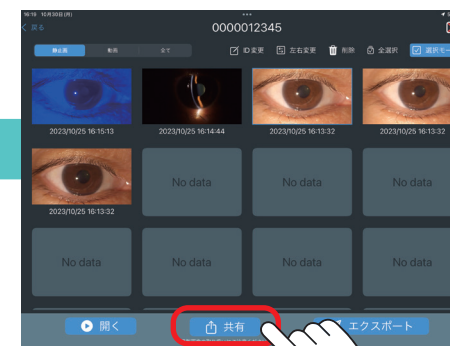 16:19 10月30日(月)
く 戻る
0000012345
静止画 動画 全て ID変更 左右変更 削除 全選択 選択モー
2023/10/25 16:15:13 2023/10/25 16:14:44 2023/10/25 16:13:32 2023/10/25 16:13:32
No data No data No data
2023/10/25 16:13:32
No data No data No data No data
開く 共有 エクスポート